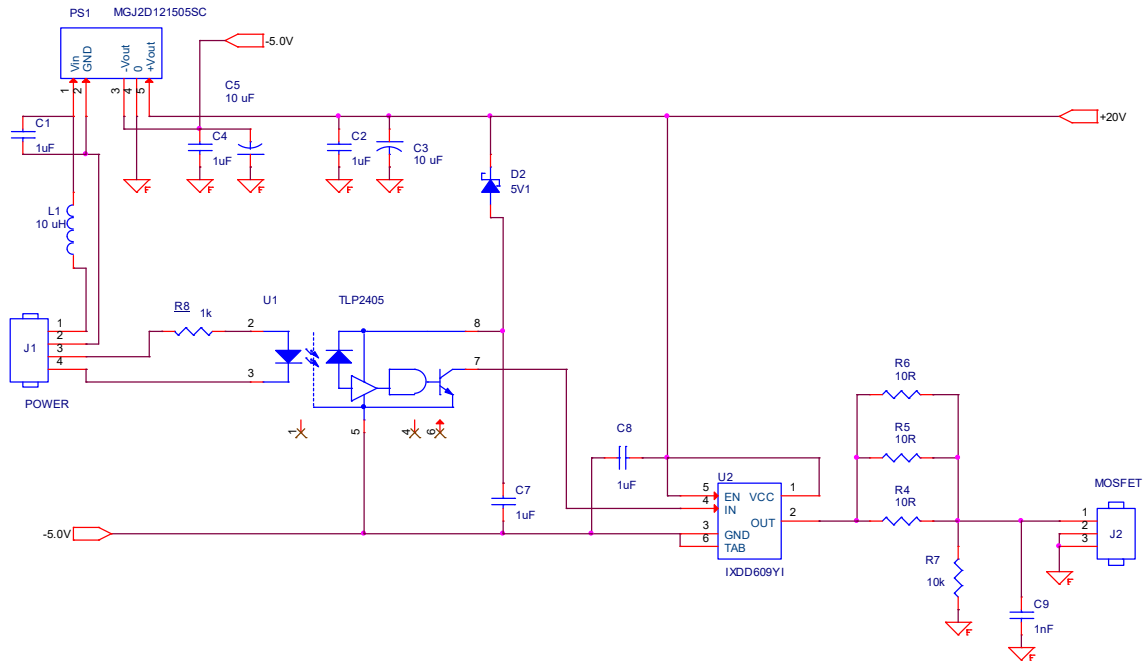 PS1 MGJ2D121505SC
Vin
GND
-Vout
0
+Vout
1
2
3
4
5
-5.0V
C5
10 uF
C1
1uF
C4
1uF
C2
1uF
C3
10 uF
+20V
F
F
F
F
D2
5V1
L1
10 uH
R8
1k
U1
TLP2405
J1
1
2
3
4
POWER
2
3
8
7
1
5
4
6
R6
10R
R5
10R
R4
10R
C8
1uF
C7
1uF
-5.0V
U2
5
4
3
6
EN
IN
GND
TAB
VCC
OUT
1
2
IXDD609YI
MOSFET
1
2
3
J2
F
R7
10k
F
C9
1nF
F